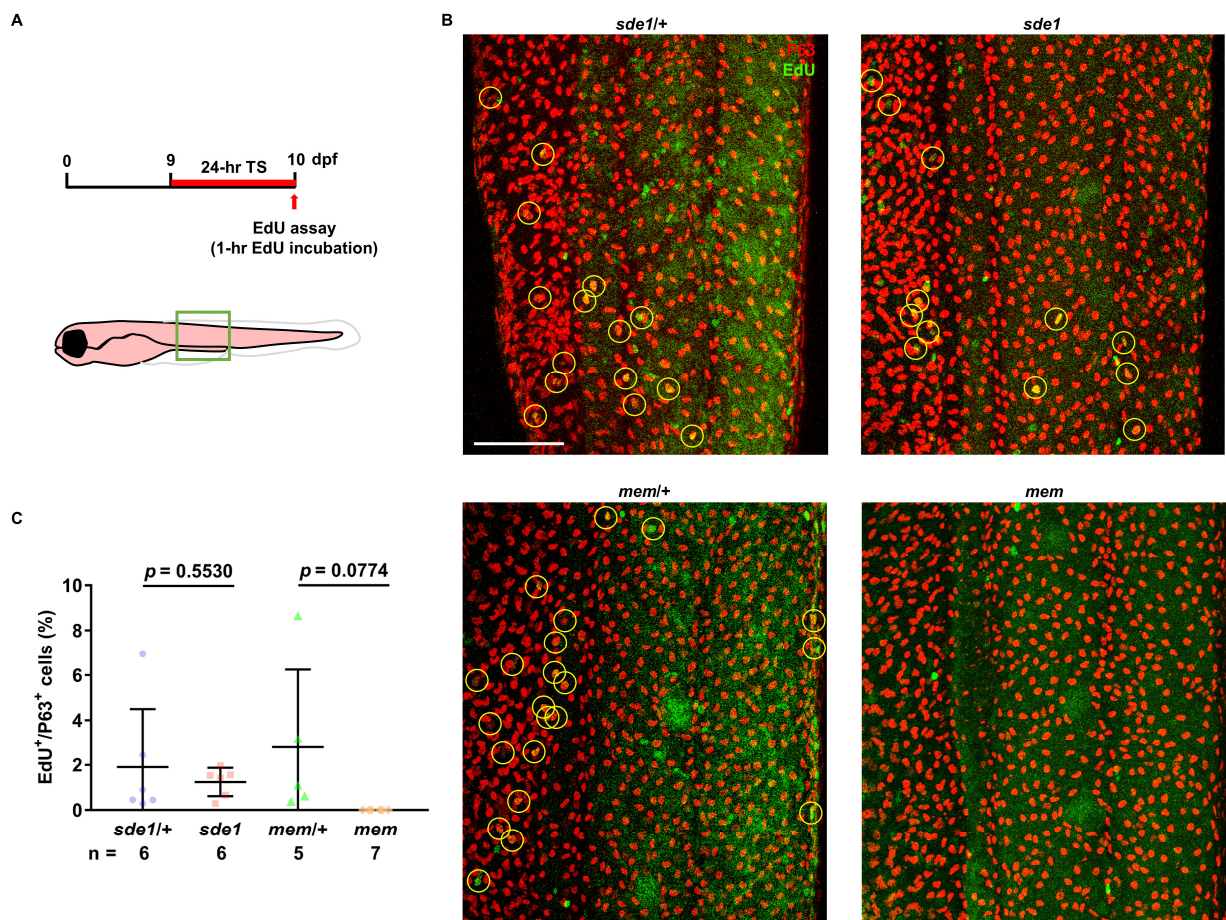 A
0 9 24-hr TS 10 dpf
EdU assay
(1-hr EdU incubation)
B
sde1/+ sde1
P63
EdU
mem/+ mem
C
p = 0.5530 p = 0.0774
10
8
6
4
2
0
EdU⁺/P63⁺ cells (%)
sde1/+ sde1 mem/+ mem
n = 6 6 5 7